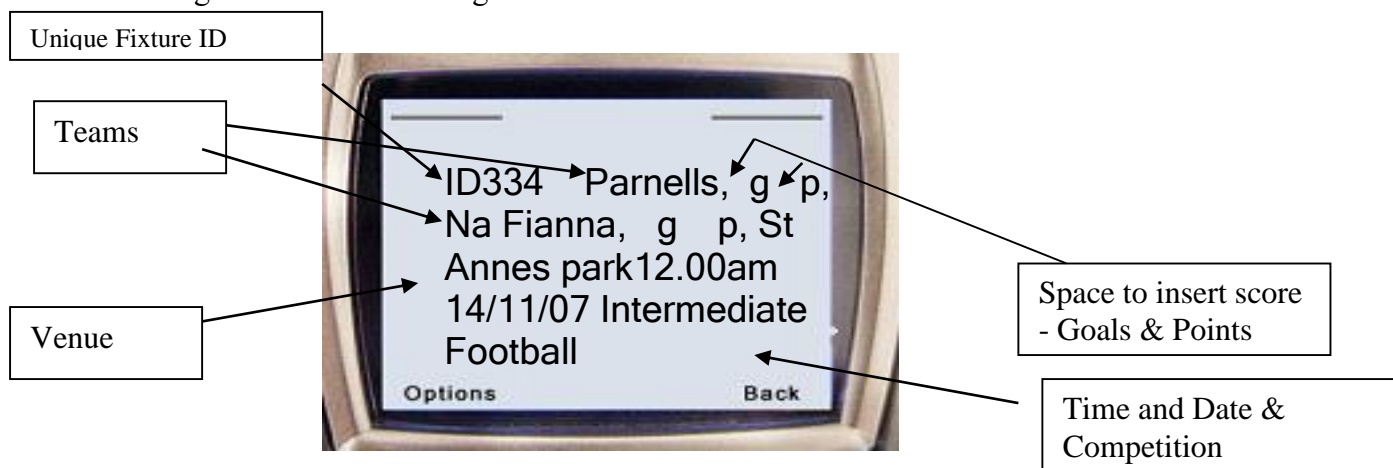 Unique Fixture ID
Teams
Venue
ID334 Parnells, g p,
Na Fianna, g p, St
Annes park12.00am
14/11/07 Intermediate
Football
Options Back
Space to insert score
- Goals & Points
Time and Date &
Competition